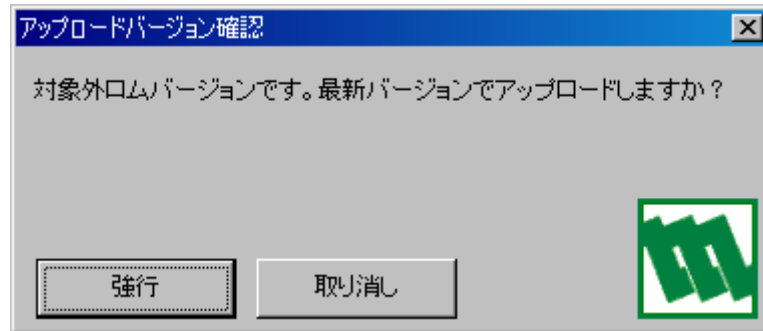 アップロードバージョン確認
対象外ロムバージョンです。最新バージョンでアップロードしますか？
強行
取り消し